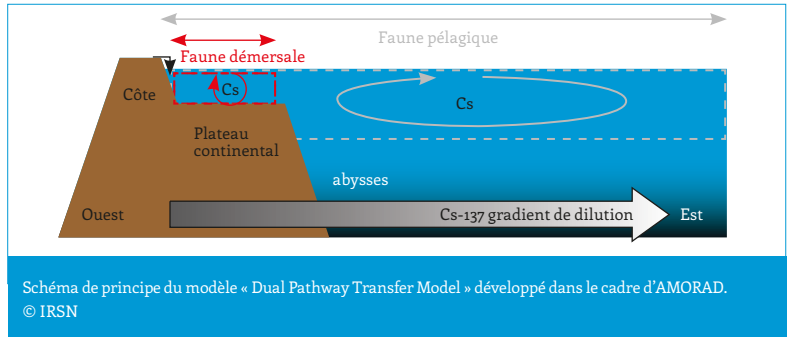 Faune pélagique
Faune démersale
Côte
Cs
Cs
Plateau
continental
abysses
Ouest
Cs-137 gradient de dilution
Est
Schéma de principe du modèle « Dual Pathway Transfer Model » développé dans le cadre d’AMORAD.
© IRSN